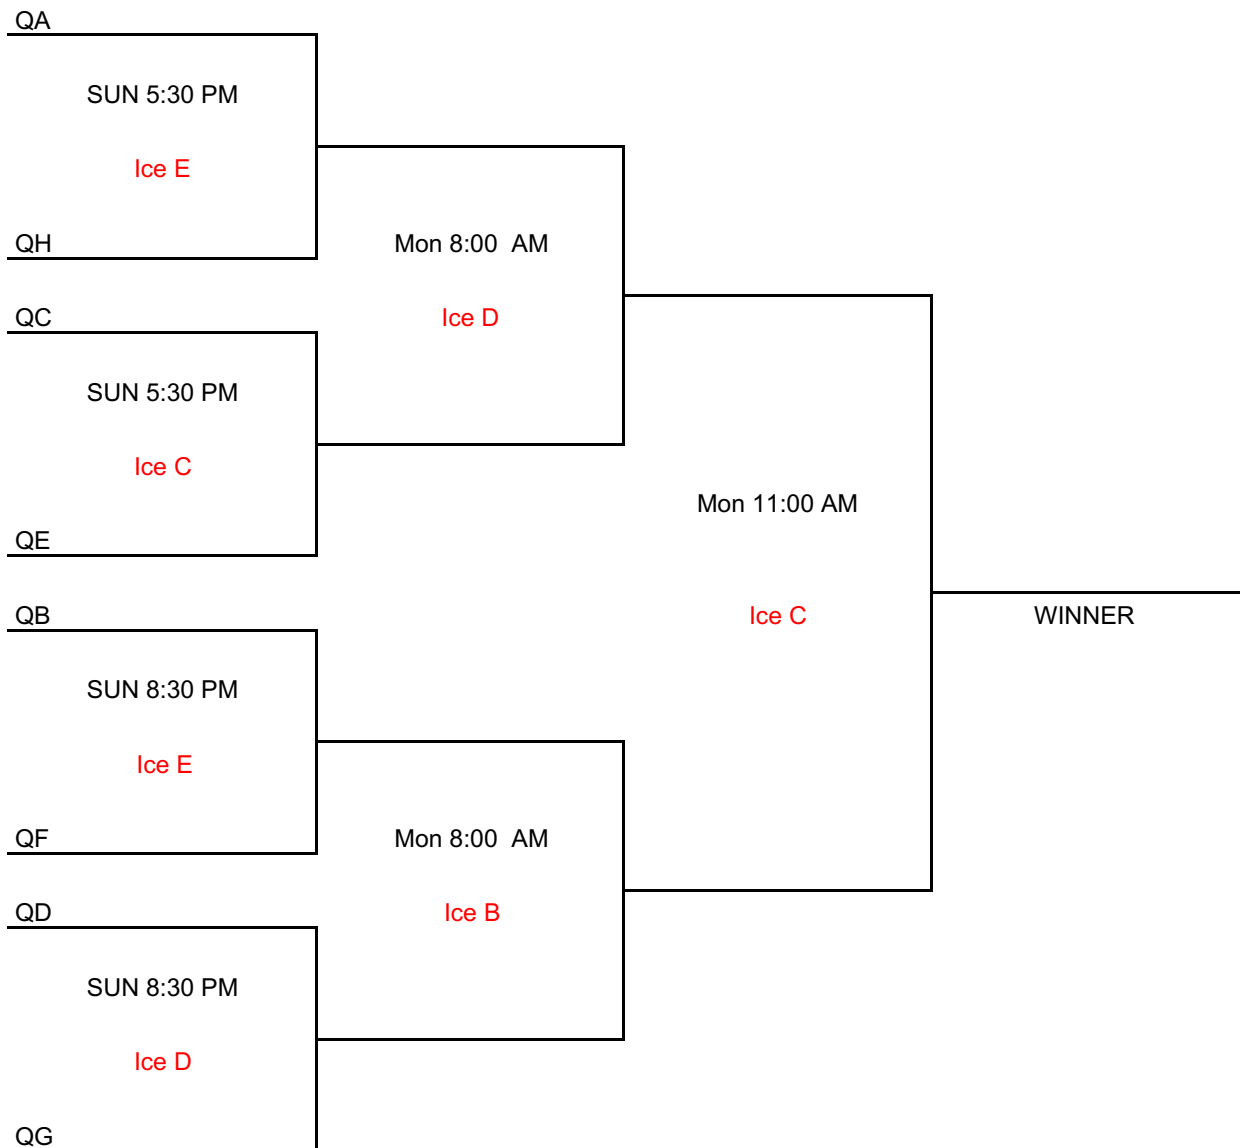 QA
SUN 5:30 PM
Ice E
QH
Mon 8:00  AM
QC
Ice D
SUN 5:30 PM
Ice C
Mon 11:00 AM
QE
QB
Ice C
WINNER
SUN 8:30 PM
Ice E
QF
Mon 8:00  AM
QD
Ice B
SUN 8:30 PM
Ice D
QG